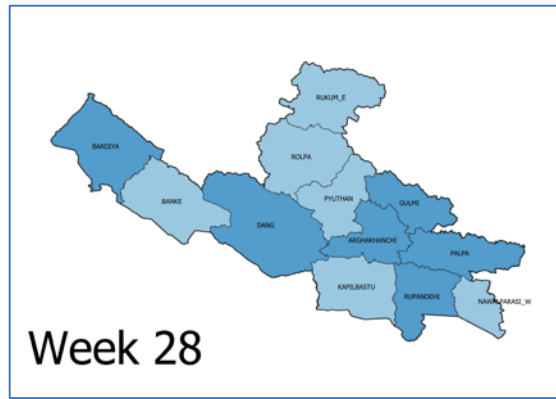 RUKUM_E
BARDIYA
ROLPA
BANKE
PYUTHAN
GULMI
DANG
ARGHAKHANCHI
PALPA
KAPILBASTU
RUPANDEHI
NAWALPARASI_W
Week 28